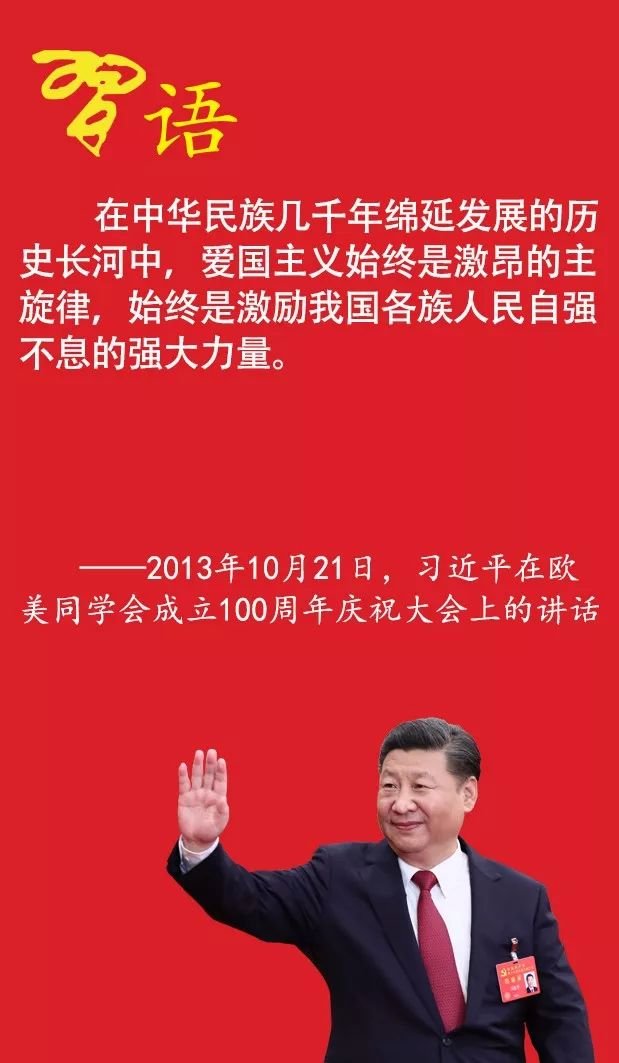 習语
在中华民族几千年绵延发展的历
史长河中，爱国主义始终是激昂的主
旋律，始终是激励我国各族人民自强
不息的强大力量。
——2013年10月21日，习近平在欧
美同学会成立100周年庆祝大会上的讲话